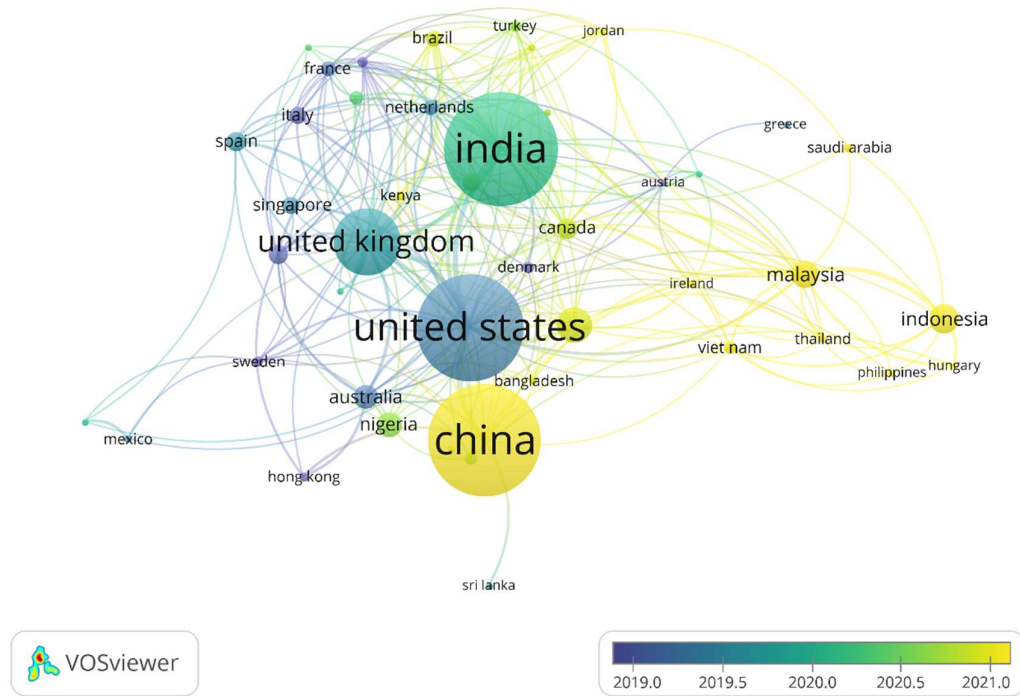 turkey
jordan
brazil
france
netherlands
italy
greece
spain
india
saudi arabia
austria
kenya
singapore
canada
united kingdom
denmark
malaysia
ireland
indonesia
united states
thailand
viet nam
sweden
hungary
philippines
bangladesh
australia
nigeria
mexico
china
hong kong
sri lanka
VOSviewer
2019.0 2019.5 2020.0 2020.5 2021.0